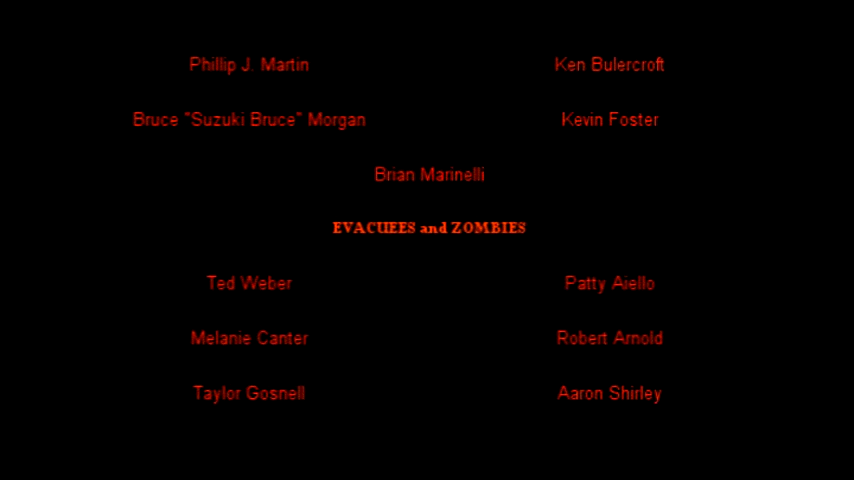 Phillip J. Martin Ken Bulercroft
Bruce "Suzuki Bruce" Morgan Kevin Foster
Brian Marinelli
EVACUEES and ZOMBIES
Ted Weber Patty Aiello
Melanie Canter Robert Arnold
Taylor Gosnell Aaron Shirley